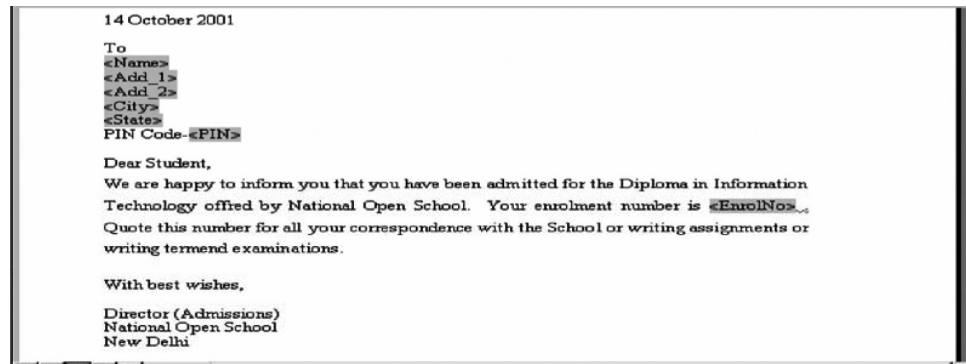 14 October 2001
To
<Name>
<Add_1>
<Add_2>
<City>
<State>
PIN Code-<PIN>
Dear Student,
We are happy to inform you that you have been admitted for the Diploma in Information
Technology offred by National Open School. Your enrolment number is <EnrolNo>.
Quote this number for all your correspondence with the School or writing assignments or
writing termend examinations.
With best wishes,
Director (Admissions)
National Open School
New Delhi